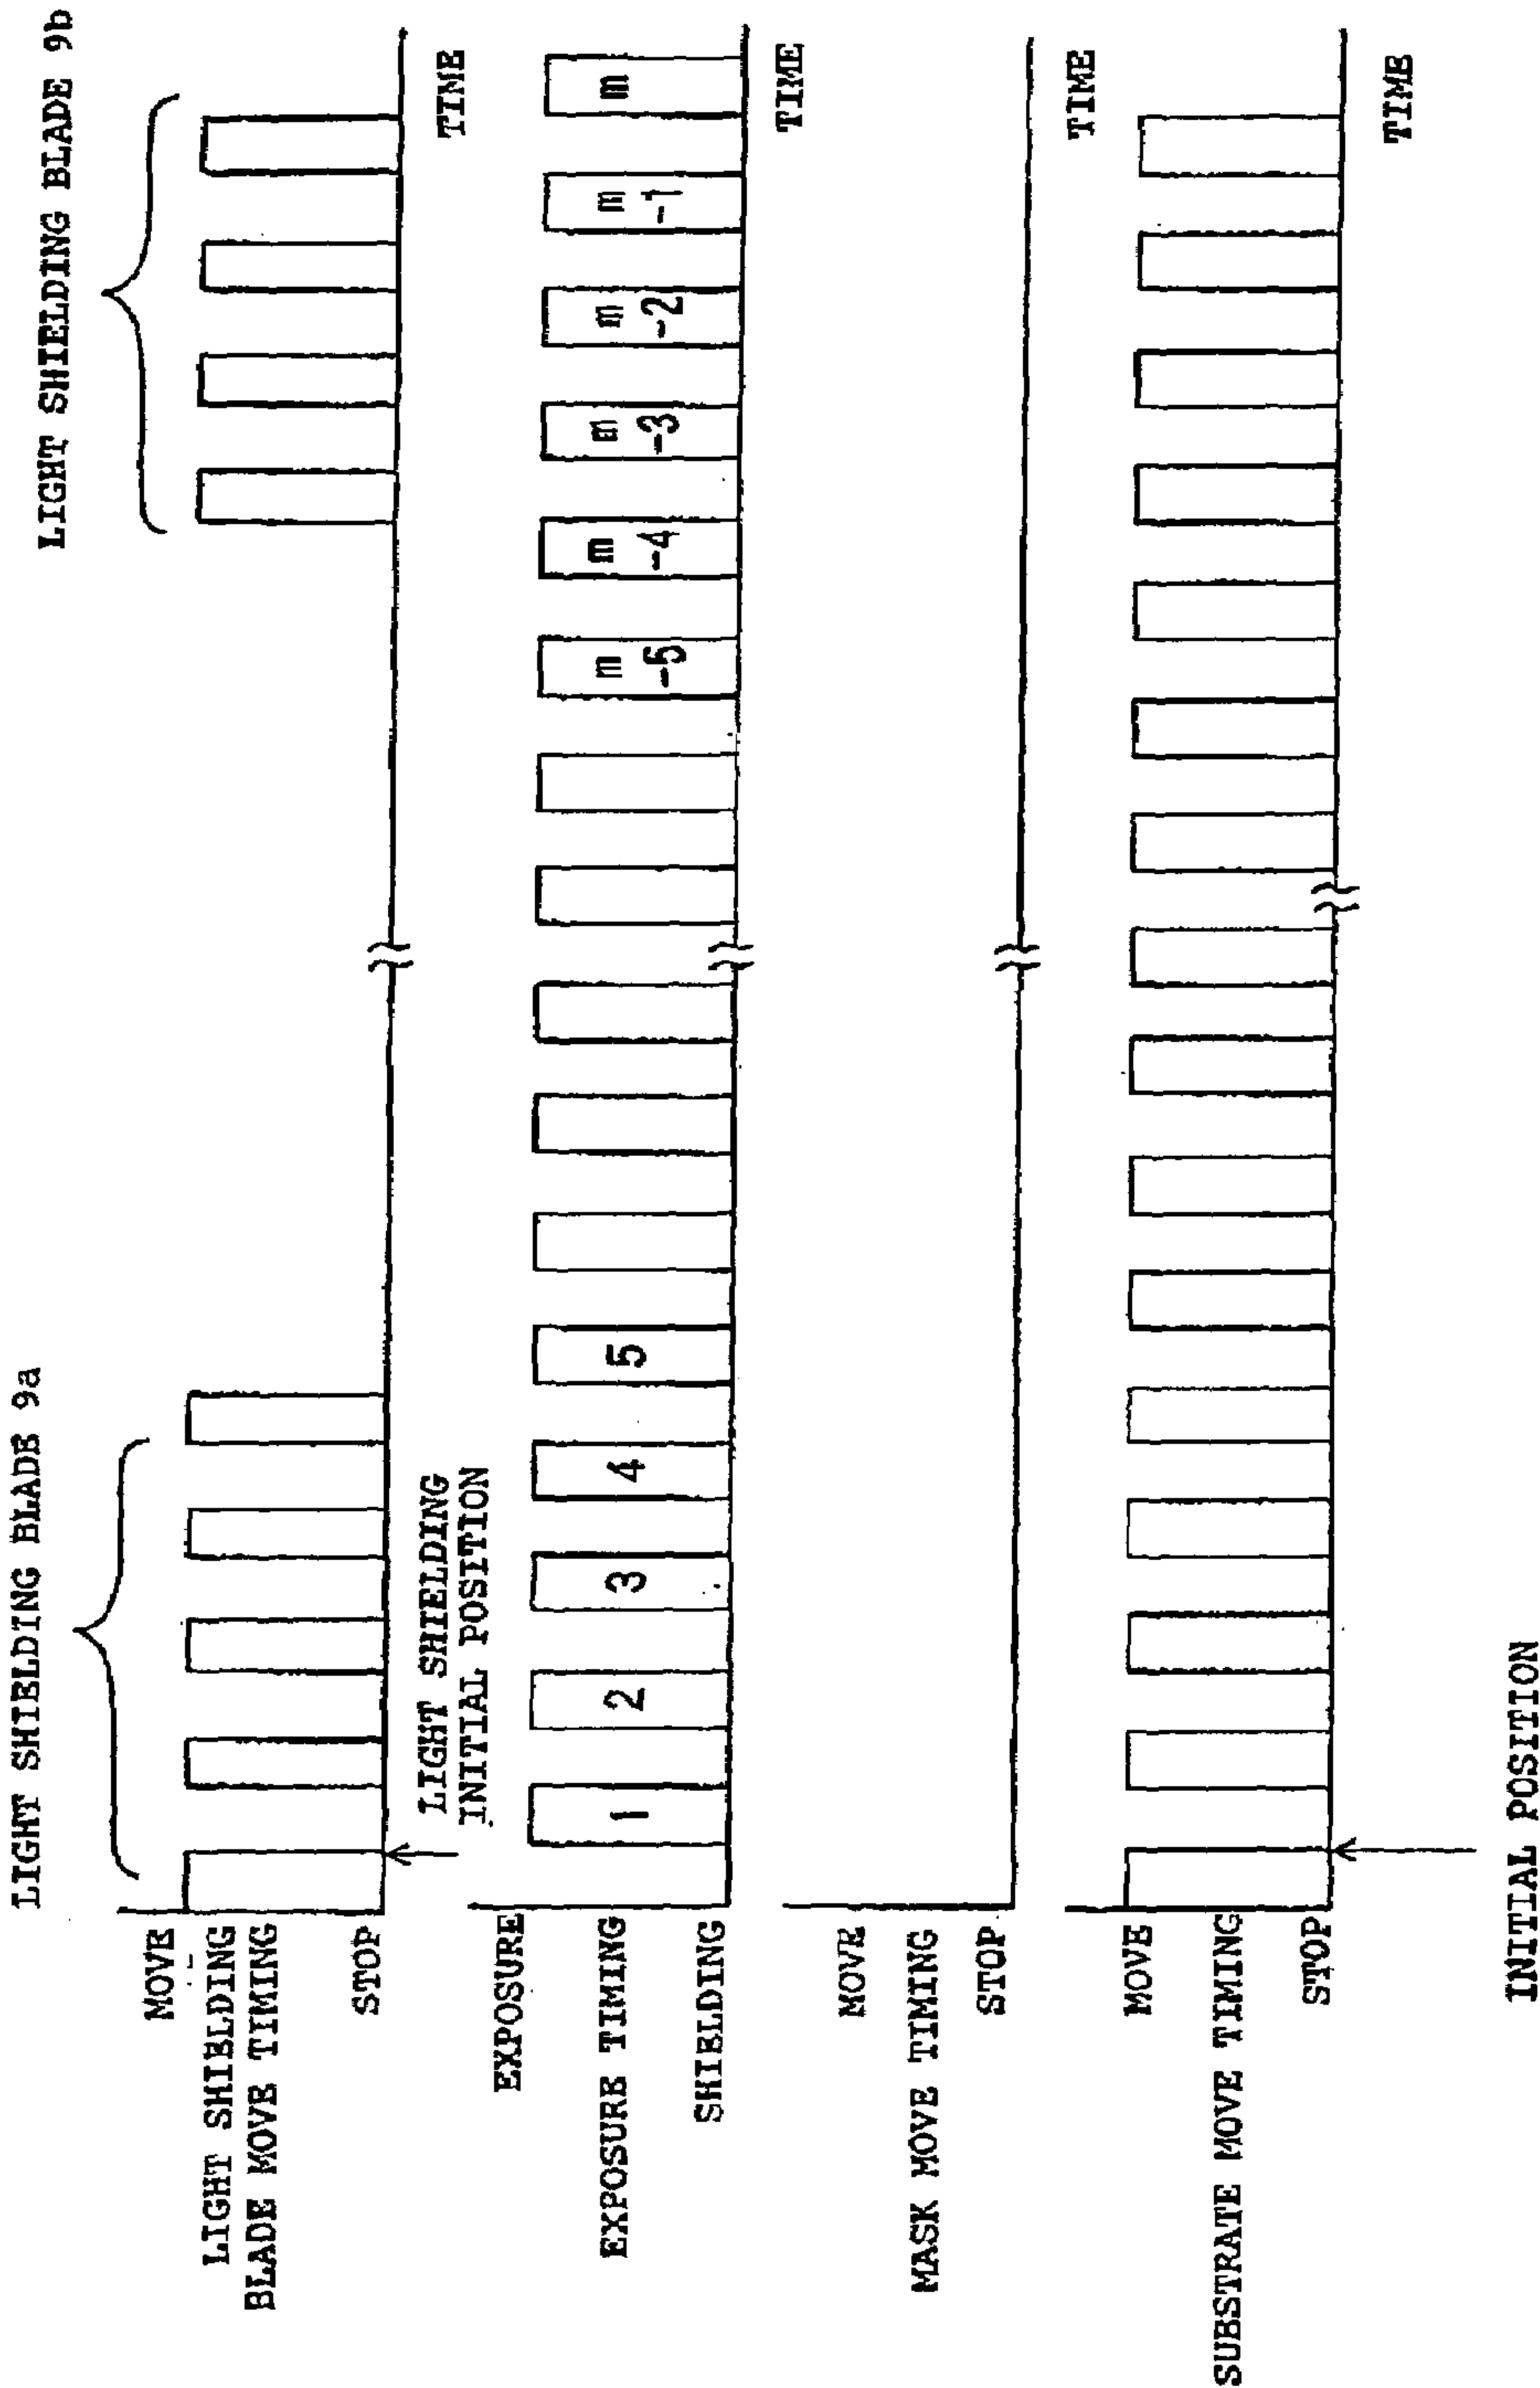 LIGHT SHIELDING BLADE 9a
LIGHT SHIELDING BLADE 9b
MOVE
LIGHT SHIELDING
BLADE MOVE TIMING
STOP
TIME
LIGHT SHIELDING
INITIAL POSITION
EXPOSURE
EXPOSURE TIMING
SHIELDING
1
2
3
4
5
m
-5
m
-4
m
-3
m
-2
m
-1
m
TIME
MOVE
MASK MOVE TIMING
STOP
TIME
MOVE
SUBSTRATE MOVE TIMING
STOP
TIME
INITIAL POSITION